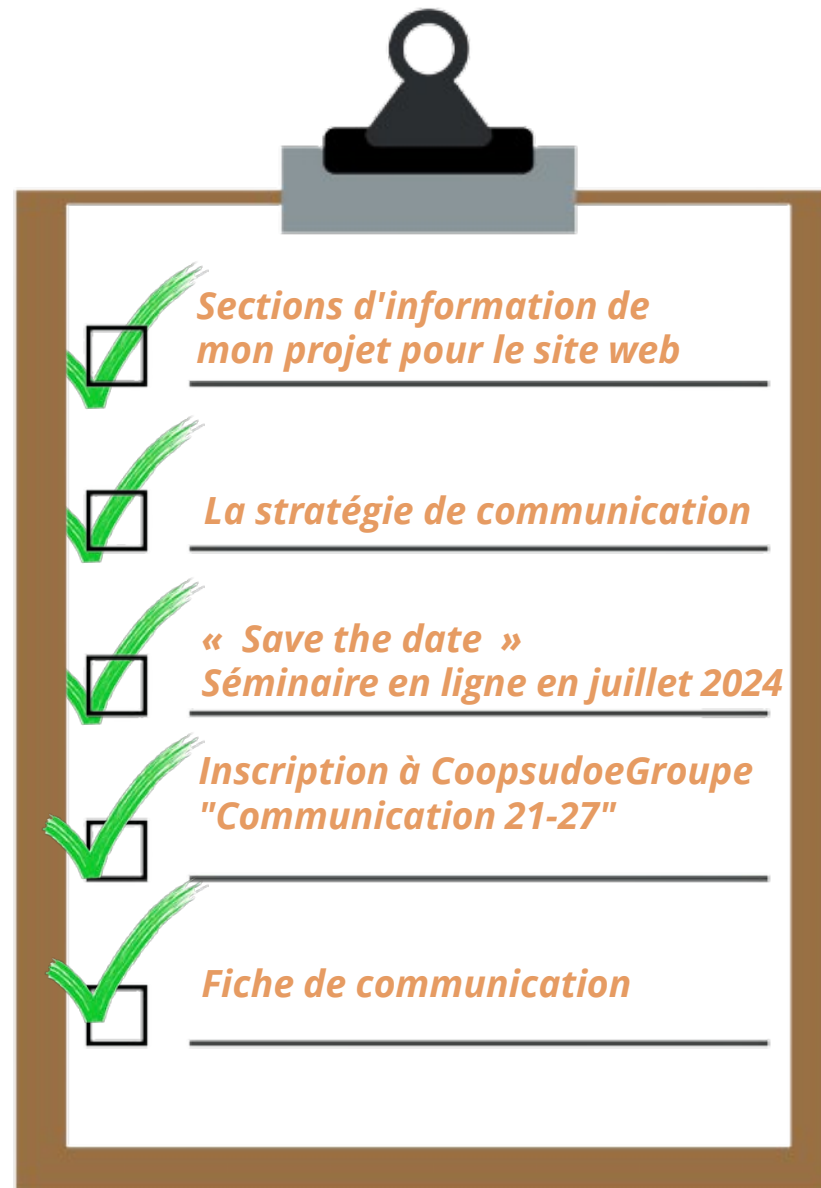 Sections d'information de
mon projet pour le site web
La stratégie de communication
«  Save the date  »
Séminaire en ligne en juillet 2024
Inscription à CoopsudoeGroupe
"Communication 21-27"
Fiche de communication